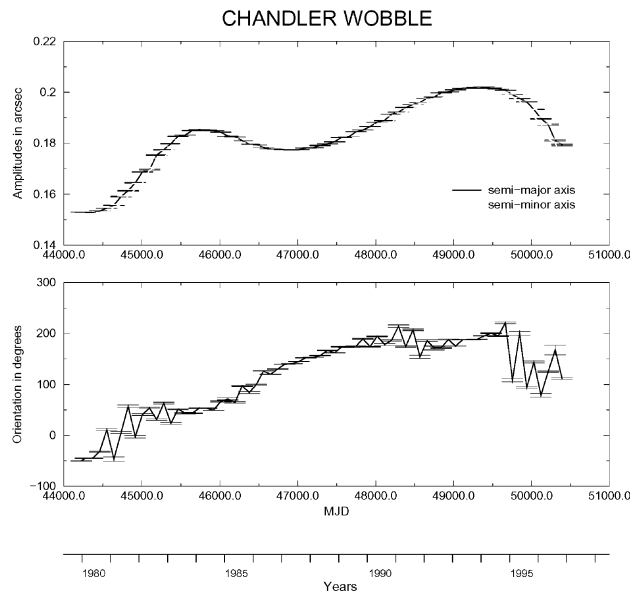 CHANDLER WOBBLE
0.22
0.2
0.18
0.16
0.14
Amplitudes in arcsec
semi−major axis
semi−minor axis
44000.0 45000.0 46000.0 47000.0 48000.0 49000.0 50000.0 51000.0
300
200
100
0
−100
Orientation in degrees
44000.0 45000.0 46000.0 47000.0 48000.0 49000.0 50000.0 51000.0
MJD
1980 1985 1990 1995
Years